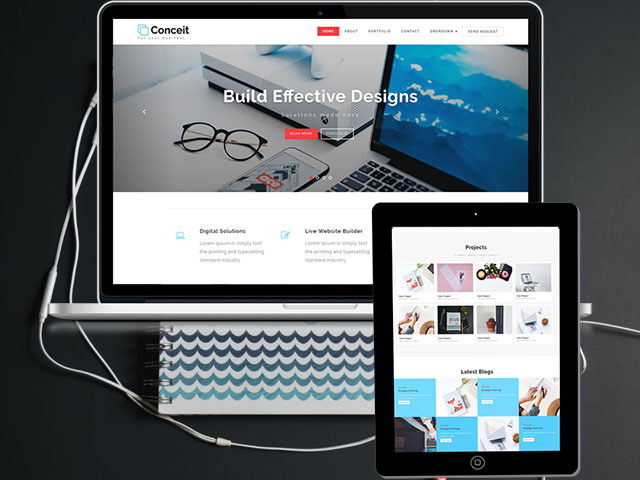 Conceit
For your Business
HOME
ABOUT
PORTFOLIO
CONTACT
DROPDOWN
SEND REQUEST
Build Effective Designs
Solutions made easy
READ MORE
PORTFOLIO
Digital Solutions
Lorem Ipsum is simply text
the printing and typesetting
standard industry.
Live Website Builder
Lorem Ipsum is simply text
the printing and typesetting
standard industry.
Projects
Latest Blogs